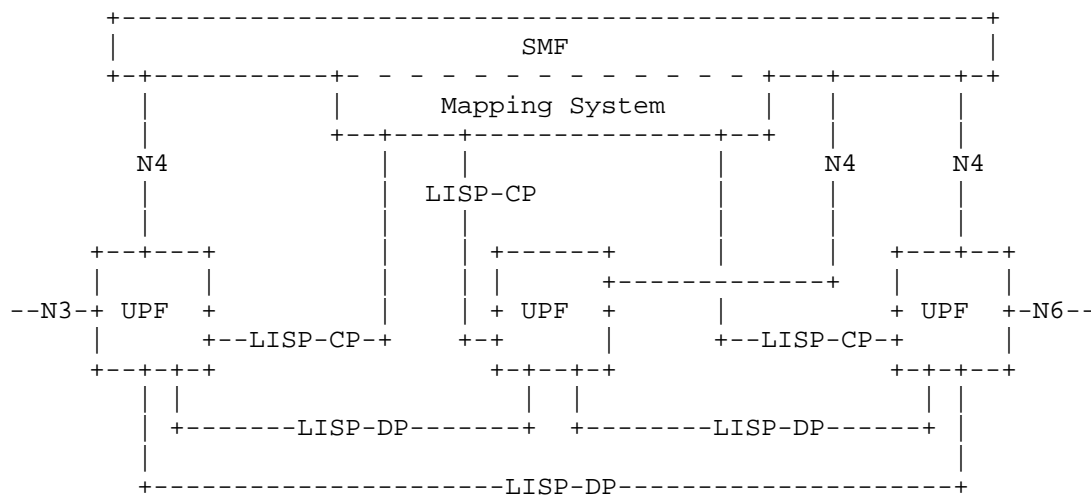 SMF
Mapping System
N4 N4 N4
LISP-CP
--N3- UPF UPF UPF -N6--
LISP-CP LISP-CP
LISP-DP LISP-DP
LISP-DP